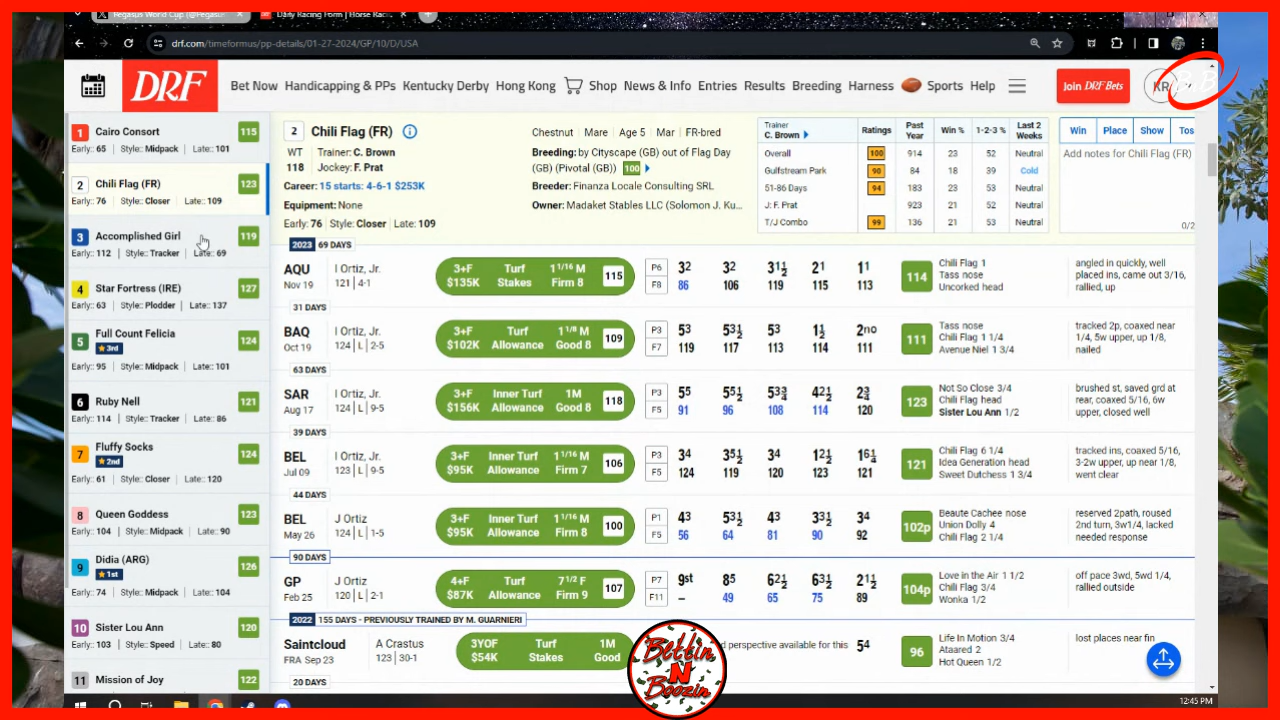 Pegasus World Cup (@Pegasus
Daily Racing Form | Horse Rac
drf.com/timeformus/pp-details/01-27-2024/GP/10/D/USA
DRF Bet Now Handicapping & PPs Kentucky Derby Hong Kong Shop News & Info Entries Results Breeding Harness Sports Help Join DRF Bets KR
1 Cairo Consort 115
Early: 65 | Style: Midpack | Late: 101
2 Chili Flag (FR) 123
Early: 76 | Style: Closer | Late: 109
3 Accomplished Girl 119
Early: 112 | Style: Tracker | Late: 69
4 Star Fortress (IRE) 127
Early: 63 | Style: Plodder | Late: 137
5 Full Count Felicia 124
★3rd
Early: 95 | Style: Midpack | Late: 101
6 Ruby Nell 121
Early: 114 | Style: Tracker | Late: 86
7 Fluffy Socks 124
★2nd
Early: 61 | Style: Closer | Late: 120
8 Queen Goddess 123
Early: 104 | Style: Midpack | Late: 90
9 Didia (ARG) 126
★1st
Early: 74 | Style: Midpack | Late: 104
10 Sister Lou Ann 120
Early: 103 | Style: Speed | Late: 80
11 Mission of Joy 122
2 Chili Flag (FR)
WT Trainer: C. Brown
118 Jockey: F. Prat
Career: 15 starts: 4-6-1 $253K
Equipment: None
Early: 76 Style: Closer Late: 109
Chestnut | Mare | Age 5 | Mar | FR-bred
Breeding: by Cityscape (GB) out of Flag Day
(GB) (Pivotal (GB)) 100
Breeder: Finanza Locale Consulting SRL
Owner: Madaket Stables LLC (Solomon J. Ku...
Trainer C. Brown Ratings Past Year Win % 1-2-3 % Last 2 Weeks
Overall 100 914 23 52 Neutral
Gulfstream Park 90 84 18 39 Cold
51-86 Days 94 183 23 53 Neutral
J: F. Prat 923 21 52 Neutral
T/J Combo 99 136 21 53 Neutral
Win Place Show Tos
Add notes for Chili Flag (FR)
0/2
2023 69 DAYS
AQU I Ortiz, Jr. 3+F Turf 1 1/16 M 115 P6 3 2 3 2 3 1½ 2 1 1 1 114 Chili Flag 1 angled in quickly, well
Nov 19 121 | 4-1 $135K Stakes Firm 8 F8 86 106 119 115 113 Tass nose placed ins, came out 3/16,
Uncorked head rallied, up
31 DAYS
BAQ I Ortiz, Jr. 3+F Turf 1 1/8 M 109 P3 5 3 5 3½ 5 3 1 ½ 2 no 111 Tass nose tracked 2p, coaxed near
Oct 19 124 | L | 2-5 $102K Allowance Good 8 F7 119 117 113 114 111 Chili Flag 1 1/4 1/4, 5w upper, up 1/8,
Avenue Niel 1 3/4 nailed
63 DAYS
SAR I Ortiz, Jr. 3+F Inner Turf 1M 118 P3 5 5 5 5½ 5 3¾ 4 2½ 2 ¾ 123 Not So Close 3/4 brushed st, saved grd at
Aug 17 124 | L | 9-5 $156K Allowance Good 8 F5 91 96 108 114 120 Chili Flag head rear, coaxed 5/16, 6w
Sister Lou Ann 1/2 upper, closed well
39 DAYS
BEL I Ortiz, Jr. 3+F Inner Turf 1 1/16 M 106 P3 3 4 3 5½ 3 4 1 2½ 1 6¼ 121 Chili Flag 6 1/4 tracked ins, coaxed 5/16,
Jul 09 123 | L | 9-5 $95K Allowance Firm 7 F5 124 119 120 123 121 Idea Generation head 3-2w upper, up near 1/8,
Sweet Dutchess 1 3/4 went clear
44 DAYS
BEL J Ortiz 3+F Inner Turf 1 1/16 M 100 P1 4 3 5 3½ 4 3 3 3½ 3 4 102p Beaute Cachee nose reserved 2path, roused
May 26 124 | L | 1-5 $95K Allowance Firm 8 F5 56 64 81 90 92 Union Dolly 4 2nd turn, 3w1/4, lacked
Chili Flag 2 1/4 needed response
90 DAYS
GP J Ortiz 4+F Turf 7 1/2 F 107 P7 9st 8 5 6 2½ 6 3½ 2 1½ 104p Love in the Air 1 1/2 off pace 3wd, 5wd 1/4,
Feb 25 120 | L | 2-1 $87K Allowance Firm 9 F11 – 49 65 75 89 Chili Flag 3/4 rallied outside
Wonka 1/2
2022 155 DAYS - PREVIOUSLY TRAINED BY M. GUARNIERI
Saintcloud A Crastus 3YOF Turf 1M d perspective available for this 5 4 96 Life In Motion 3/4 lost places near fin
FRA Sep 23 123 | 30-1 $54K Stakes Good Ataared 2
Hot Queen 1/2
20 DAYS
Bettin N Boozin
12:45 PM